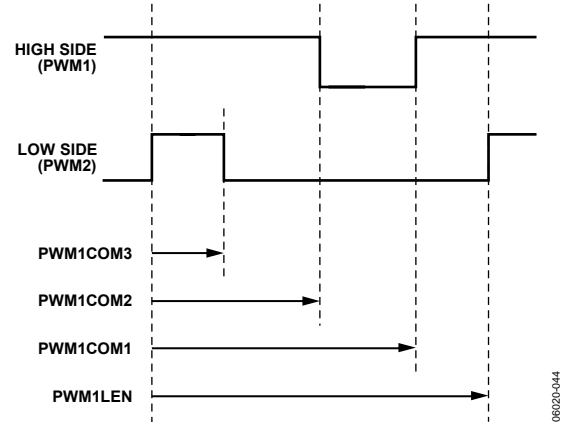 HIGH SIDE
(PWM1)
LOW SIDE
(PWM2)
PWM1COM3
PWM1COM2
PWM1COM1
PWM1LEN
06020-044